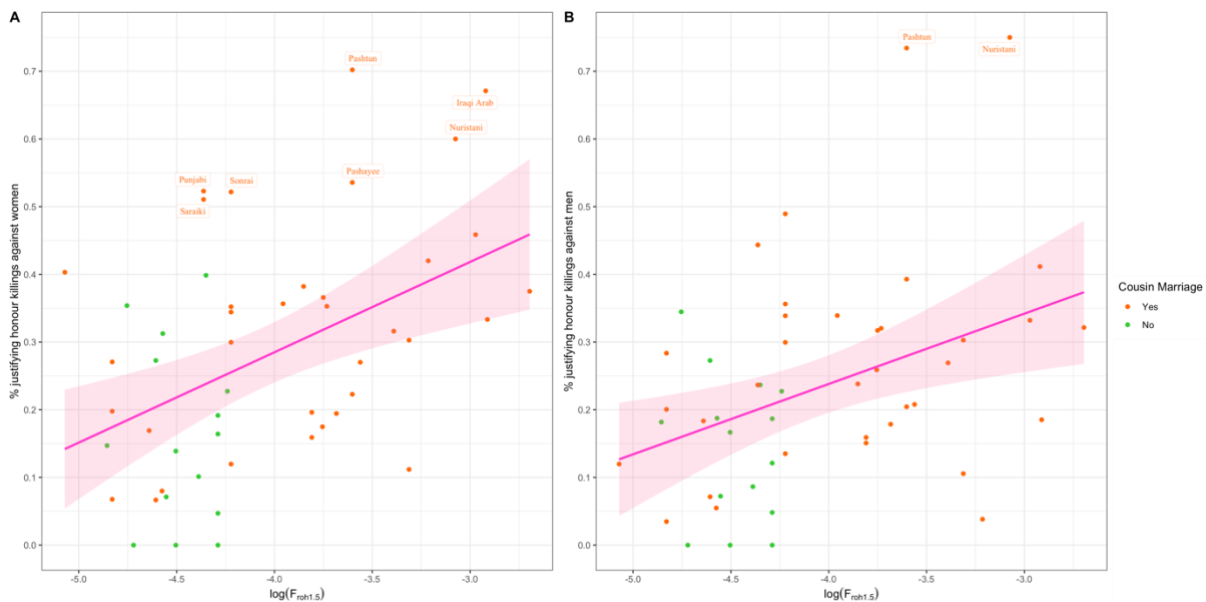 A
% justifying honour killings against women
0.7
0.6
0.5
0.4
0.3
0.2
0.1
0.0
Pashtun
Iraqi Arab
Nuristani
Pashayee
Punjabi
Sonrai
Saraiki
-5.0 -4.5 -4.0 -3.5 -3.0
log(Froh1.5)
B
% justifying honour killings against men
0.7
0.6
0.5
0.4
0.3
0.2
0.1
0.0
Pashtun
Nuristani
-5.0 -4.5 -4.0 -3.5 -3.0
log(Froh1.5)
Cousin Marriage
Yes
No